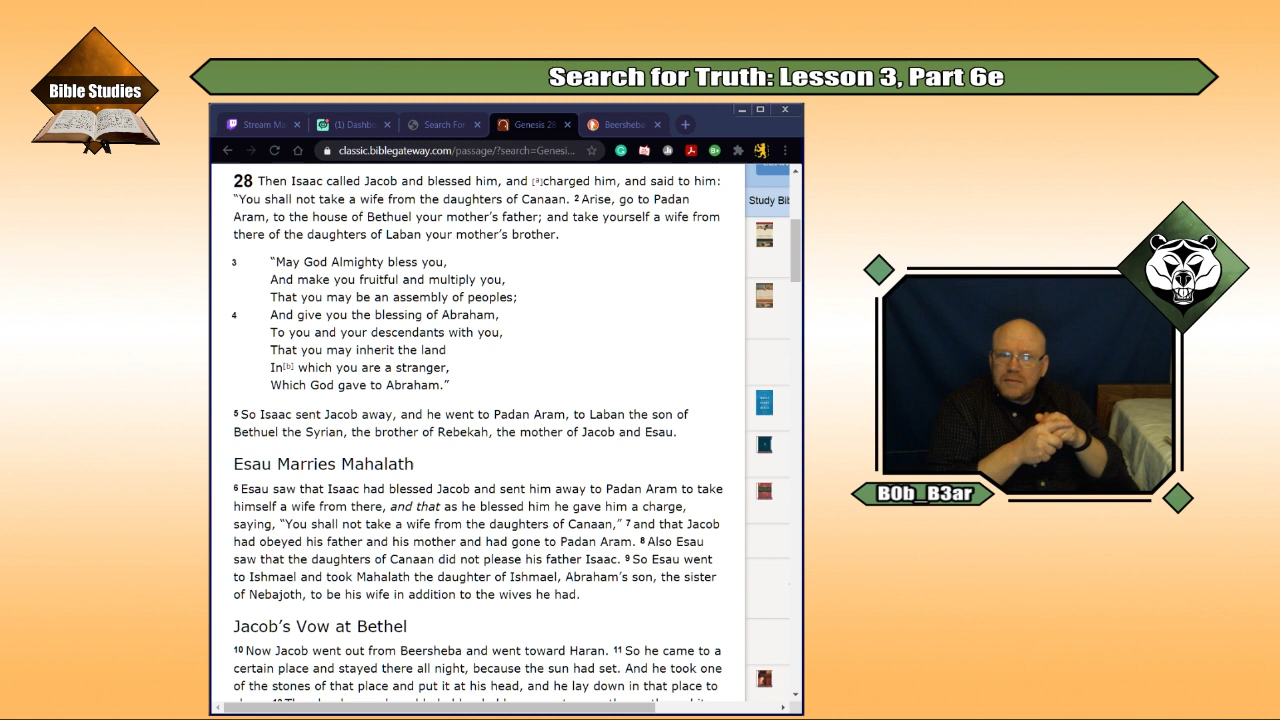 Bible Studies
Search for Truth: Lesson 3, Part 6e
Stream Ma
(1) Dashbo
Search For
Genesis 28
Beersheba
classic.biblegateway.com/passage/?search=Genesi...
28 Then Isaac called Jacob and blessed him, and [a]charged him, and said to him:
“You shall not take a wife from the daughters of Canaan. 2 Arise, go to Padan
Aram, to the house of Bethuel your mother’s father; and take yourself a wife from
there of the daughters of Laban your mother’s brother.
3 “May God Almighty bless you,
And make you fruitful and multiply you,
That you may be an assembly of peoples;
4 And give you the blessing of Abraham,
To you and your descendants with you,
That you may inherit the land
In[b] which you are a stranger,
Which God gave to Abraham.”
5 So Isaac sent Jacob away, and he went to Padan Aram, to Laban the son of
Bethuel the Syrian, the brother of Rebekah, the mother of Jacob and Esau.
Esau Marries Mahalath
6 Esau saw that Isaac had blessed Jacob and sent him away to Padan Aram to take
himself a wife from there, and that as he blessed him he gave him a charge,
saying, “You shall not take a wife from the daughters of Canaan,” 7 and that Jacob
had obeyed his father and his mother and had gone to Padan Aram. 8 Also Esau
saw that the daughters of Canaan did not please his father Isaac. 9 So Esau went
to Ishmael and took Mahalath the daughter of Ishmael, Abraham’s son, the sister
of Nebajoth, to be his wife in addition to the wives he had.
Jacob’s Vow at Bethel
10 Now Jacob went out from Beersheba and went toward Haran. 11 So he came to a
certain place and stayed there all night, because the sun had set. And he took one
of the stones of that place and put it at his head, and he lay down in that place to
Study Bib
B0b_B3ar